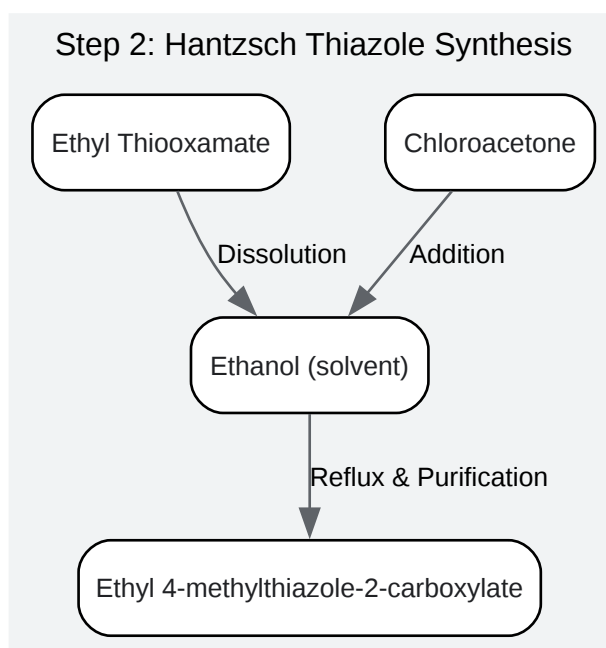 Step 2: Hantzsch Thiazole Synthesis
Ethyl Thiooxamate
Chloroacetone
Dissolution
Addition
Ethanol (solvent)
Reflux & Purification
Ethyl 4-methylthiazole-2-carboxylate